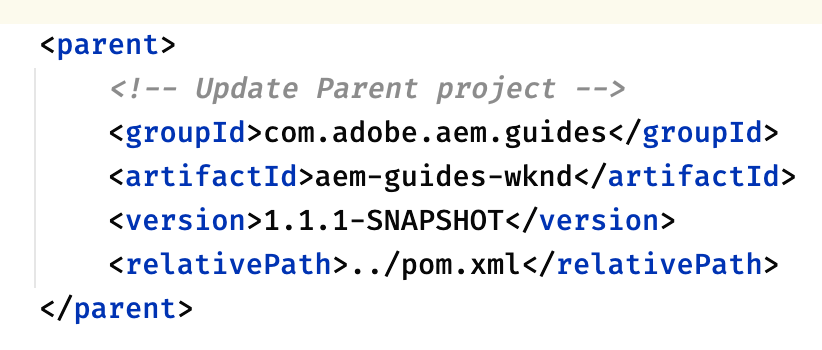 <parent>
<!-- Update Parent project -->
<groupId>com.adobe.aem.guides</groupId>
<artifactId>aem-guides-wknd</artifactId>
<version>1.1.1-SNAPSHOT</version>
<relativePath>../pom.xml</relativePath>
</parent>